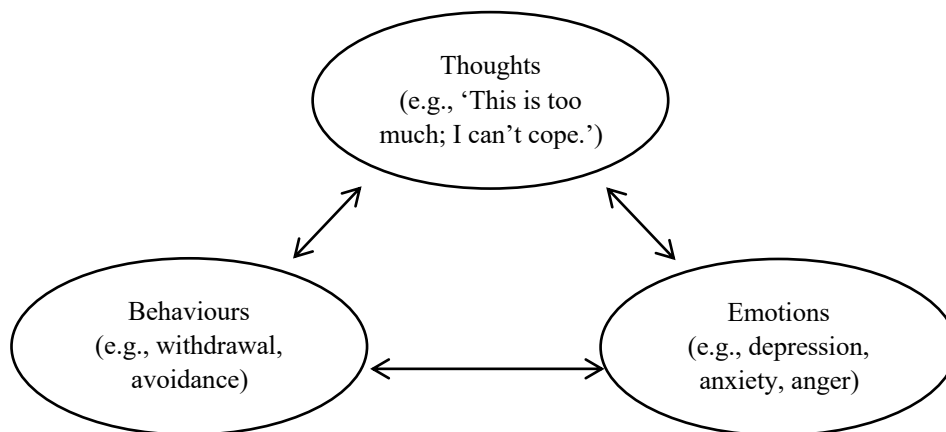 Thoughts
(e.g., ‘This is too
much; I can’t cope.’)
Behaviours
(e.g., withdrawal,
avoidance)
Emotions
(e.g., depression,
anxiety, anger)